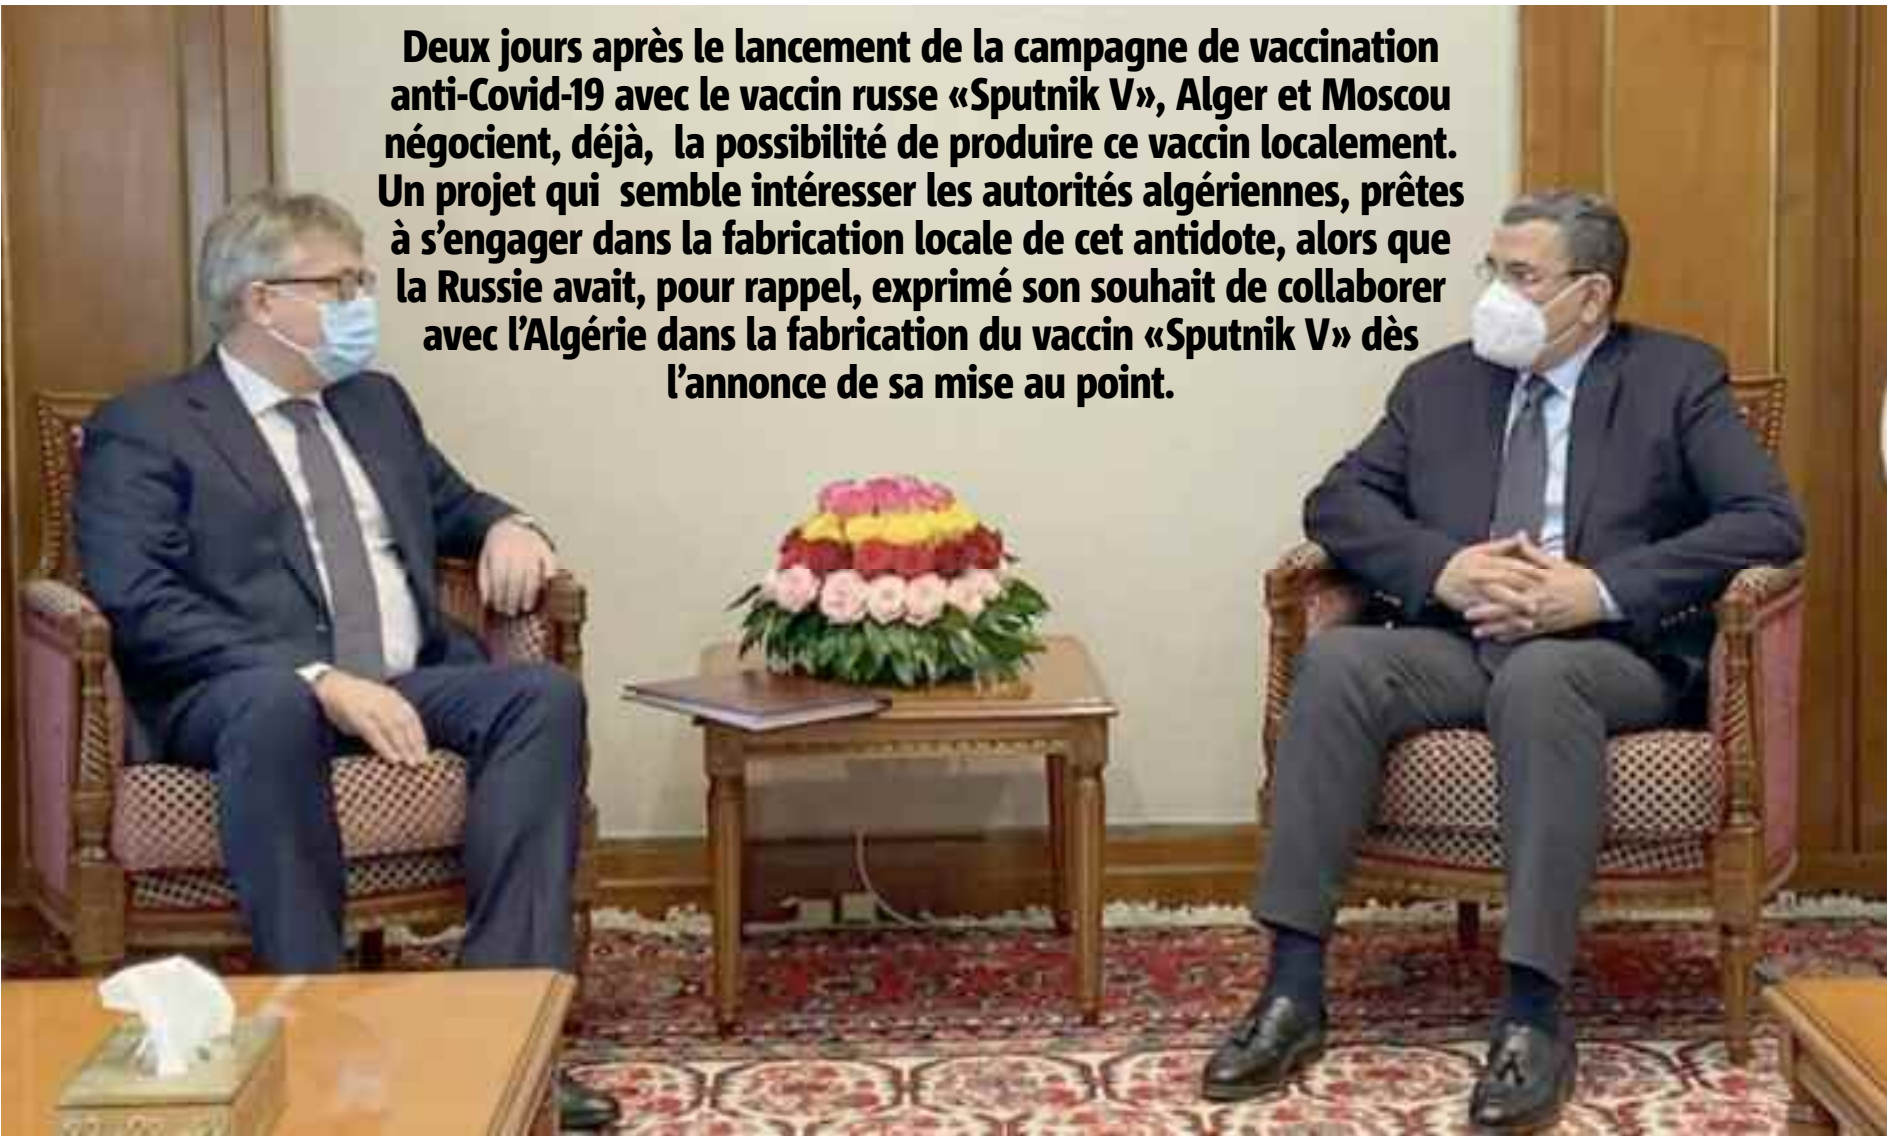 Deux jours après le lancement de la campagne de vaccination
anti-Covid-19 avec le vaccin russe «Sputnik V», Alger et Moscou
négocient, déjà, la possibilité de produire ce vaccin localement.
Un projet qui semble intéresser les autorités algériennes, prêtes
à s’engager dans la fabrication locale de cet antidote, alors que
la Russie avait, pour rappel, exprimé son souhait de collaborer
avec l’Algérie dans la fabrication du vaccin «Sputnik V» dès
l’annonce de sa mise au point.